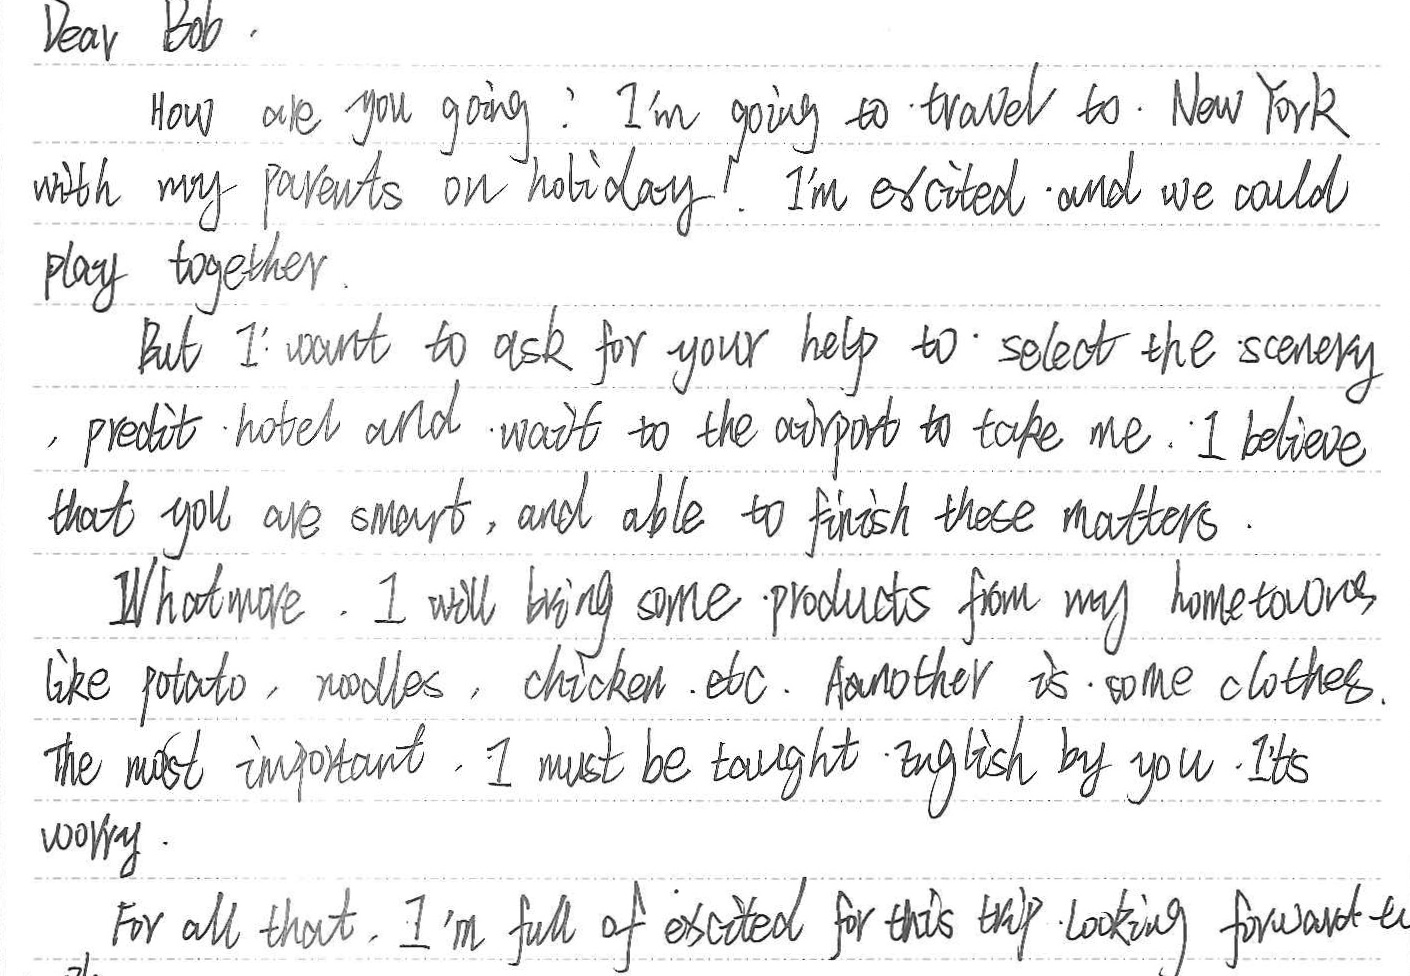 Dear Bob.
How are you going? I'm going to travel to New York
with my parents on holiday! I'm excited and we could
play together.
But I want to ask for your help to select the scenery
, predit hotel and wait to the airport to take me. I believe
that you are smart, and able to finish these matters.
Whatmore. I will bring some products from my hometowns
like potato, noodles, chicken.etc. Aanother is some clothes.
The most important, I must be taught English by you. It's
worry.
For all that, I'm full of excited for this trip. Looking forward